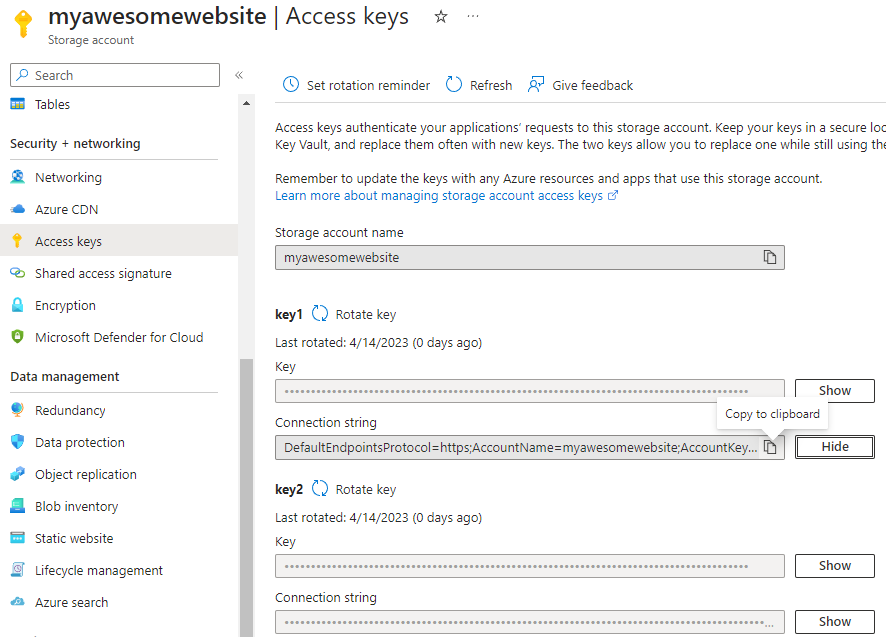 myawesomewebsite | Access keys
Storage account
Search
Tables
Security + networking
Networking
Azure CDN
Access keys
Shared access signature
Encryption
Microsoft Defender for Cloud
Data management
Redundancy
Data protection
Object replication
Blob inventory
Static website
Lifecycle management
Azure search
Set rotation reminder Refresh Give feedback
Access keys authenticate your applications' requests to this storage account. Keep your keys in a secure
Key Vault, and replace them often with new keys. The two keys allow you to replace one while still using
Remember to update the keys with any Azure resources and apps that use this storage account.
Learn more about managing storage account access keys
Storage account name
myawesomewebsite
key1 Rotate key
Last rotated: 4/14/2023 (0 days ago)
Key
Show
Copy to clipboard
Connection string
DefaultEndpointsProtocol=https;AccountName=myawesomewebsite;AccountKey...
Hide
key2 Rotate key
Last rotated: 4/14/2023 (0 days ago)
Key
Show
Connection string
Show